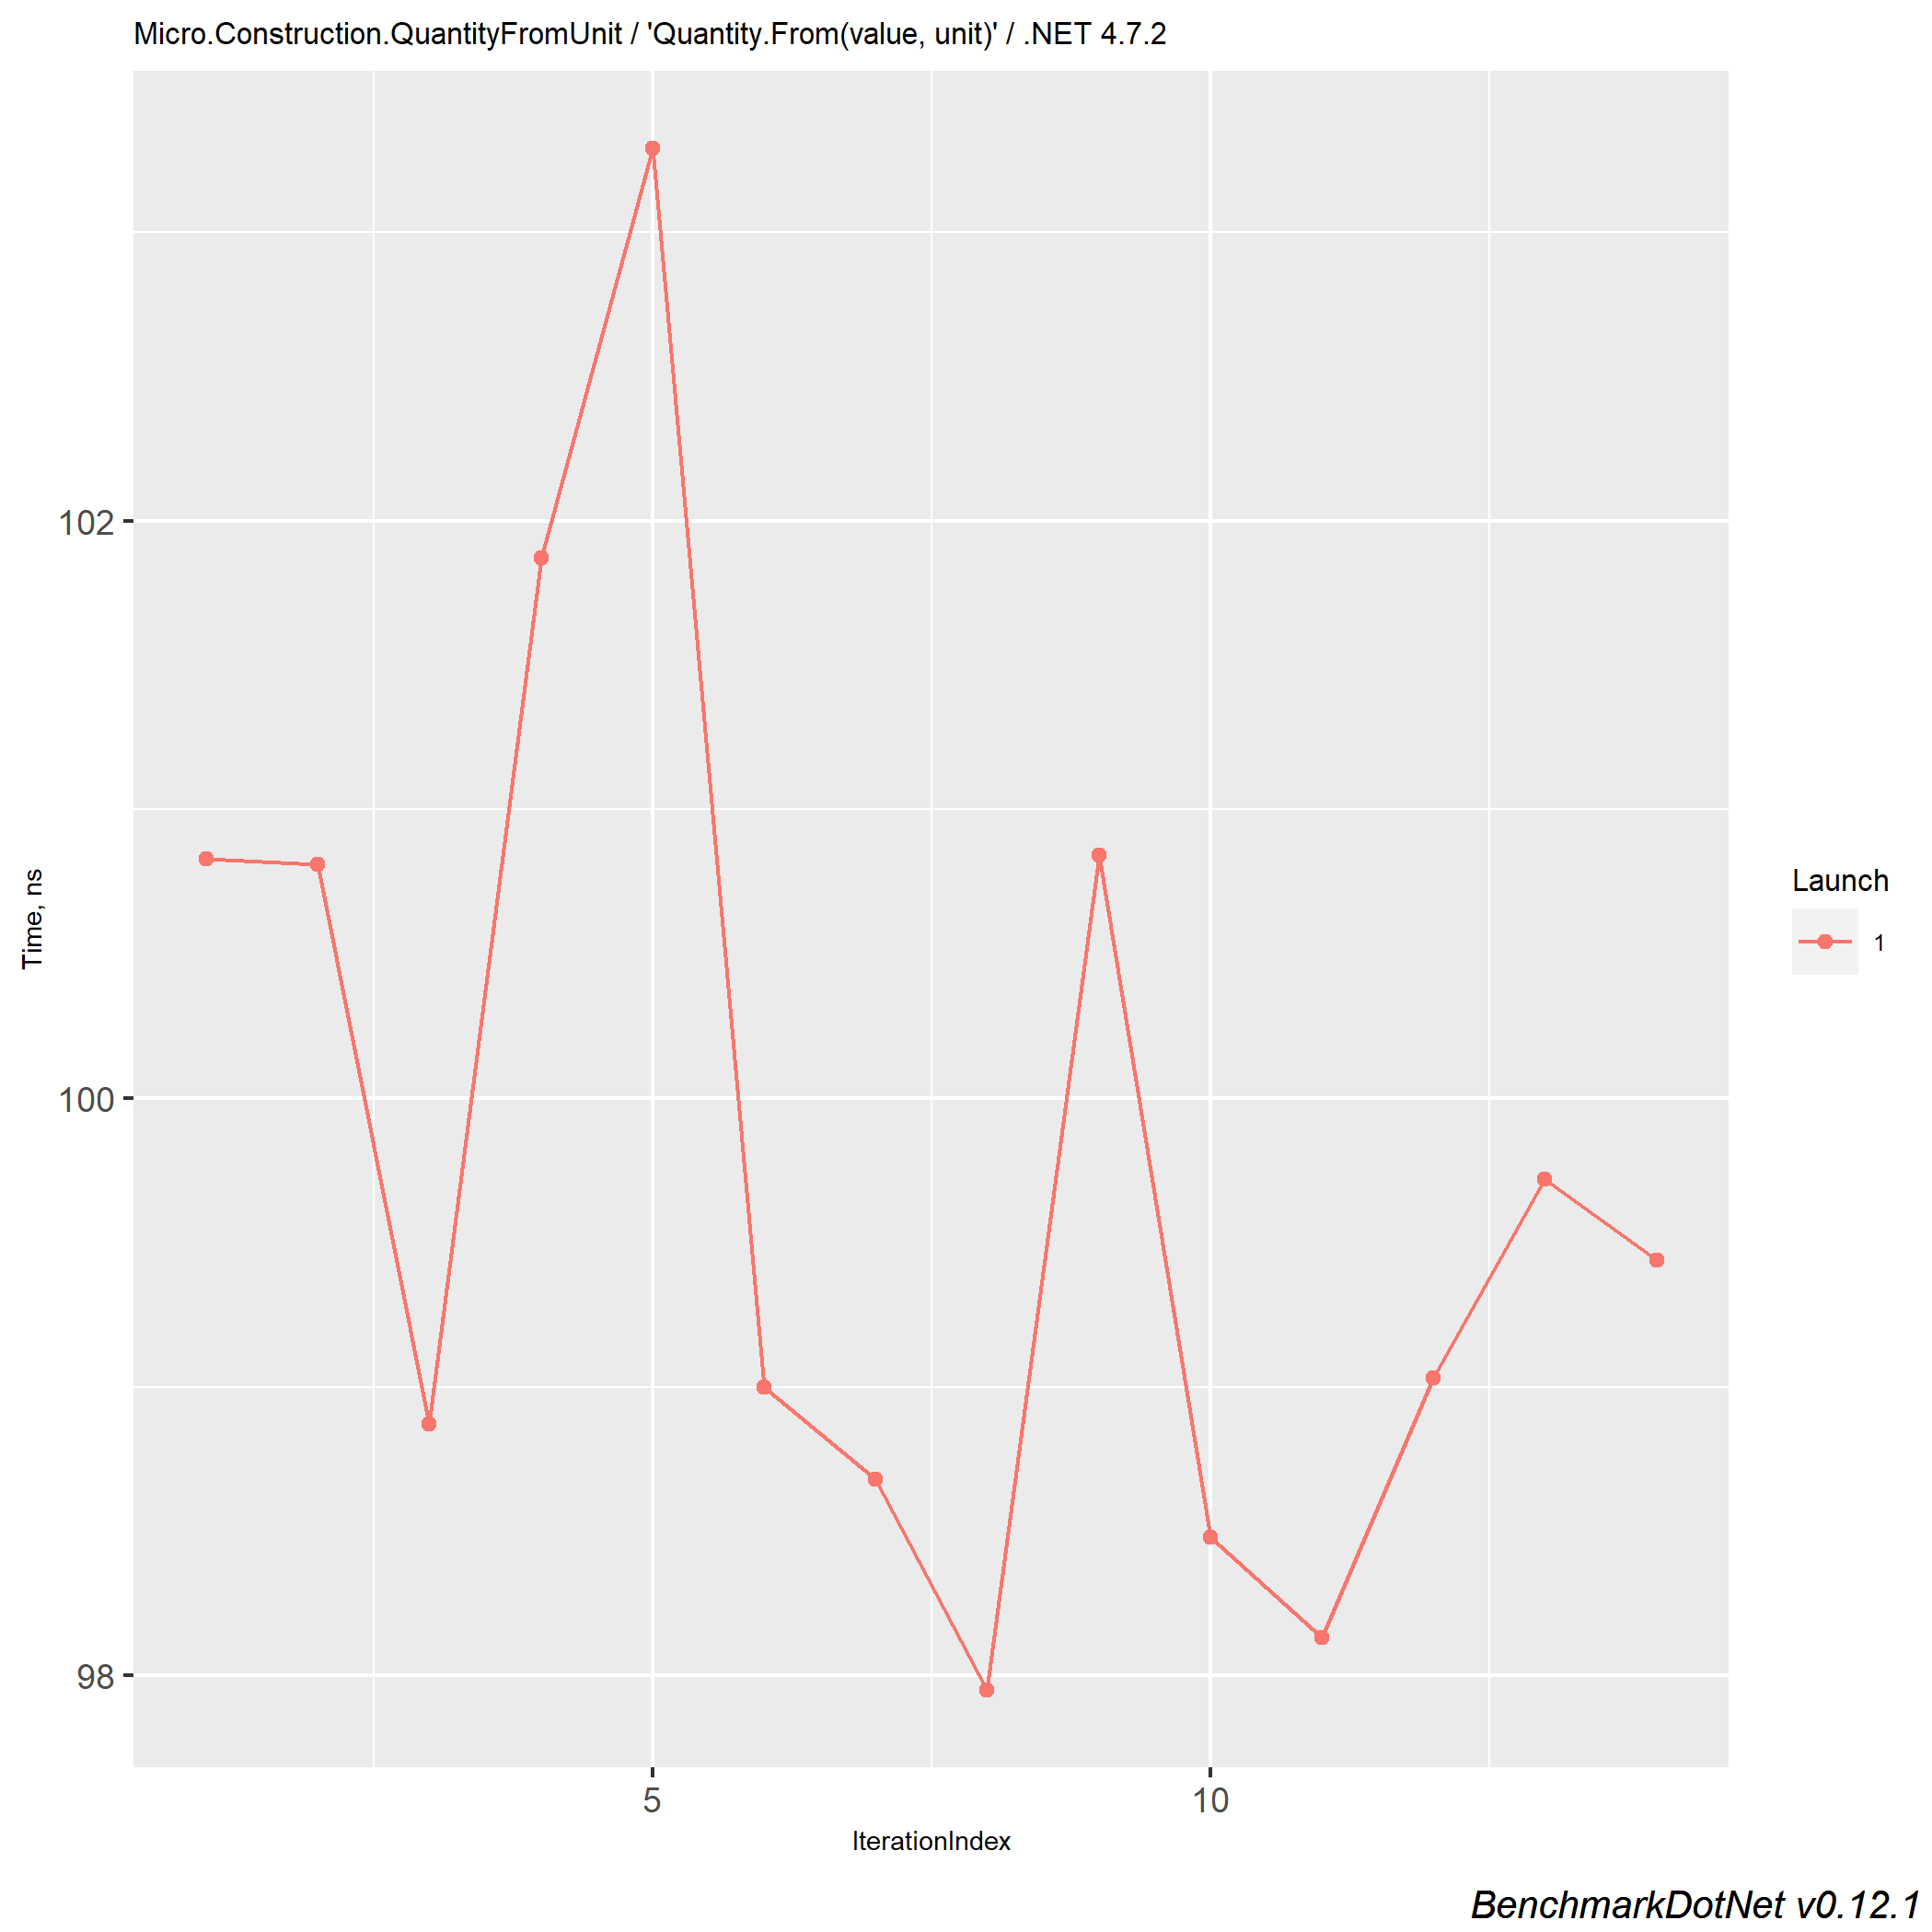 Micro.Construction.QuantityFromUnit / 'Quantity.From(value, unit)' / .NET 4.7.2
Time, ns
102
100
98
5
10
IterationIndex
Launch
1
BenchmarkDotNet v0.12.1